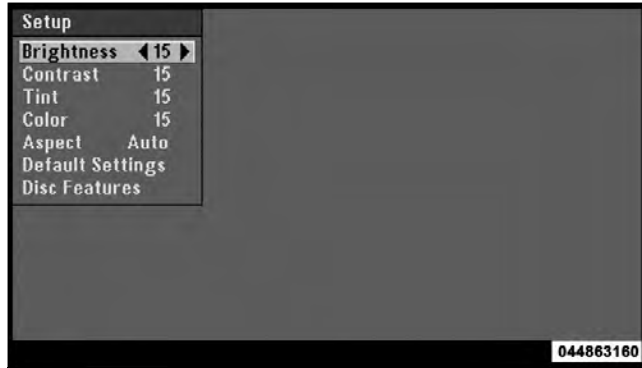 Setup
Brightness ◀ 15 ▶
Contrast 15
Tint 15
Color 15
Aspect Auto
Default Settings
Disc Features
044863160